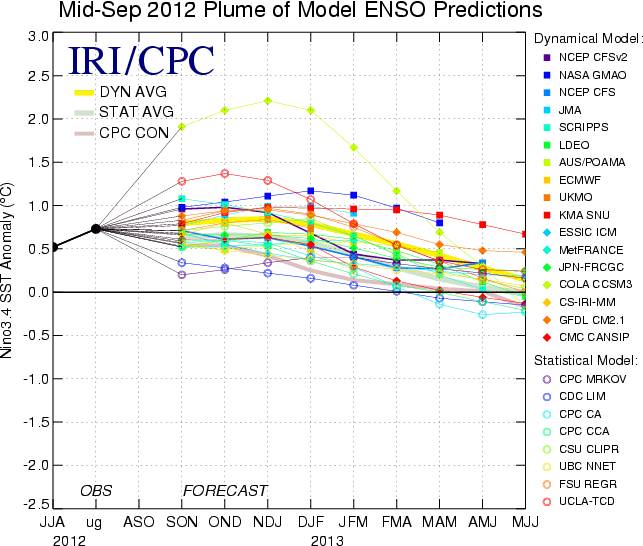 Mid-Sep 2012 Plume of Model ENSO Predictions
IRI/CPC
DYN AVG
STAT AVG
CPC CON
Nino3.4 SST Anomaly (°C)
3.0
2.5
2.0
1.5
1.0
0.5
0.0
-0.5
-1.0
-1.5
-2.0
-2.5
OBS
FORECAST
JJA ug ASO SON OND NDJ DJF JFM FMA MAM AMJ MJJ
2012 2013
Dynamical Model:
NCEP CFSv2
NASA GMAO
NCEP CFS
JMA
SCRIPPS
LDEO
AUS/POAMA
ECMWF
UKMO
KMA SNU
ESSIC ICM
MetFRANCE
JPN-FRCGC
COLA CCSM3
CS-IRI-MM
GFDL CM2.1
CMC CANSIP
Statistical Model:
CPC MRKOV
CDC LIM
CPC CA
CPC CCA
CSU CLIPR
UBC NNET
FSU REGR
UCLA-TCD